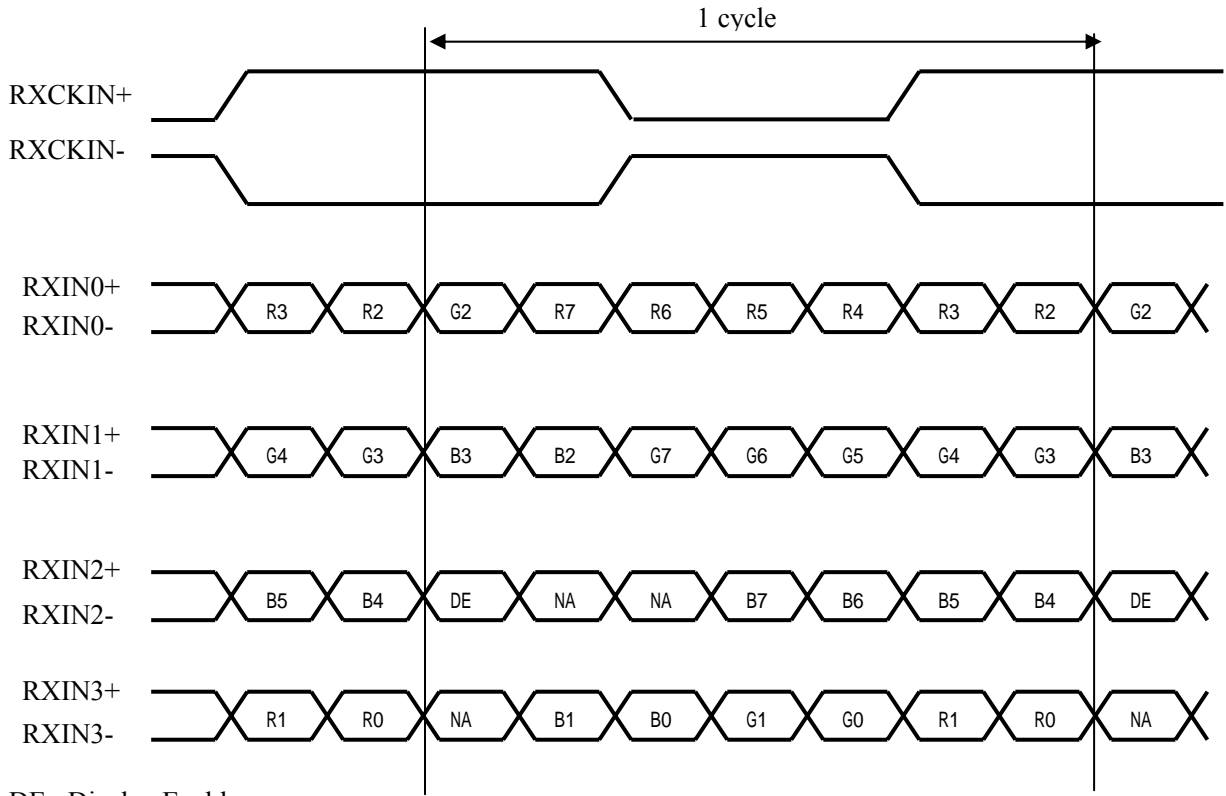 1 cycle
RXCKIN+
RXCKIN-
RXIN0+
RXIN0-
R3 R2 G2 R7 R6 R5 R4 R3 R2 G2
RXIN1+
RXIN1-
G4 G3 B3 B2 G7 G6 G5 G4 G3 B3
RXIN2+
RXIN2-
B5 B4 DE NA NA B7 B6 B5 B4 DE
RXIN3+
RXIN3-
R1 R0 NA B1 B0 G1 G0 R1 R0 NA